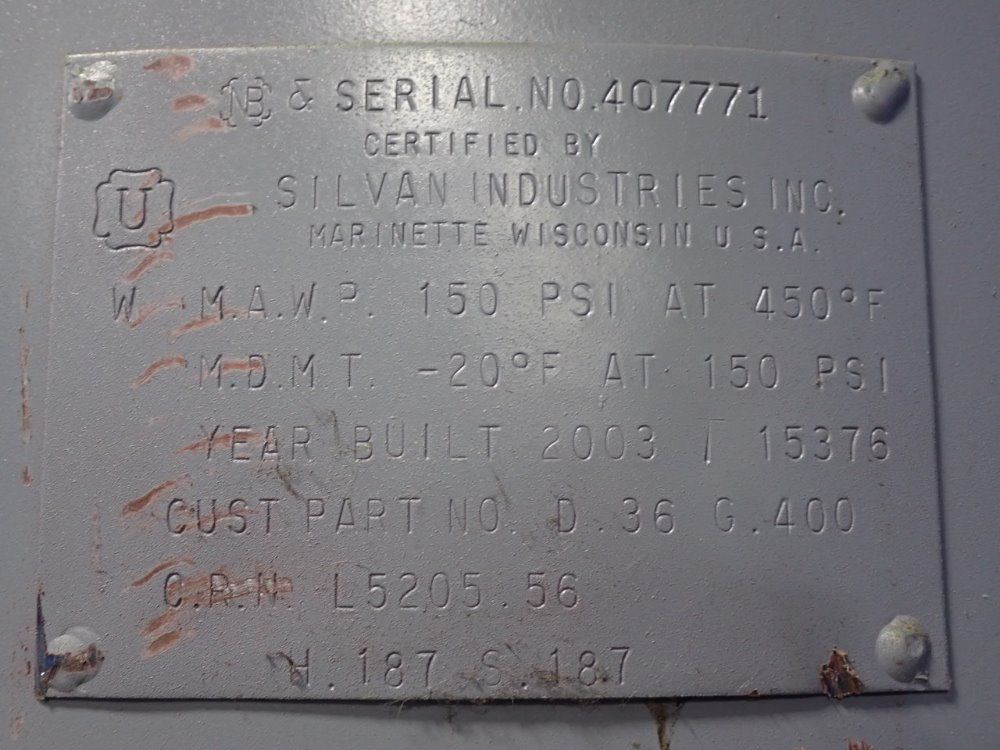 NB & SERIAL.NO.407771
CERTIFIED BY
U
SILVAN INDUSTRIES INC.
MARINETTE WISCONSIN U.S.A.
W M.A.W.P. 150 PSI AT 450°F
M.D.M.T. -20°F AT 150 PSI
YEAR BUILT 2003 T 15376
CUST PART NO. D.36 G.400
C.R.N. L5205.56
H.187 S.187